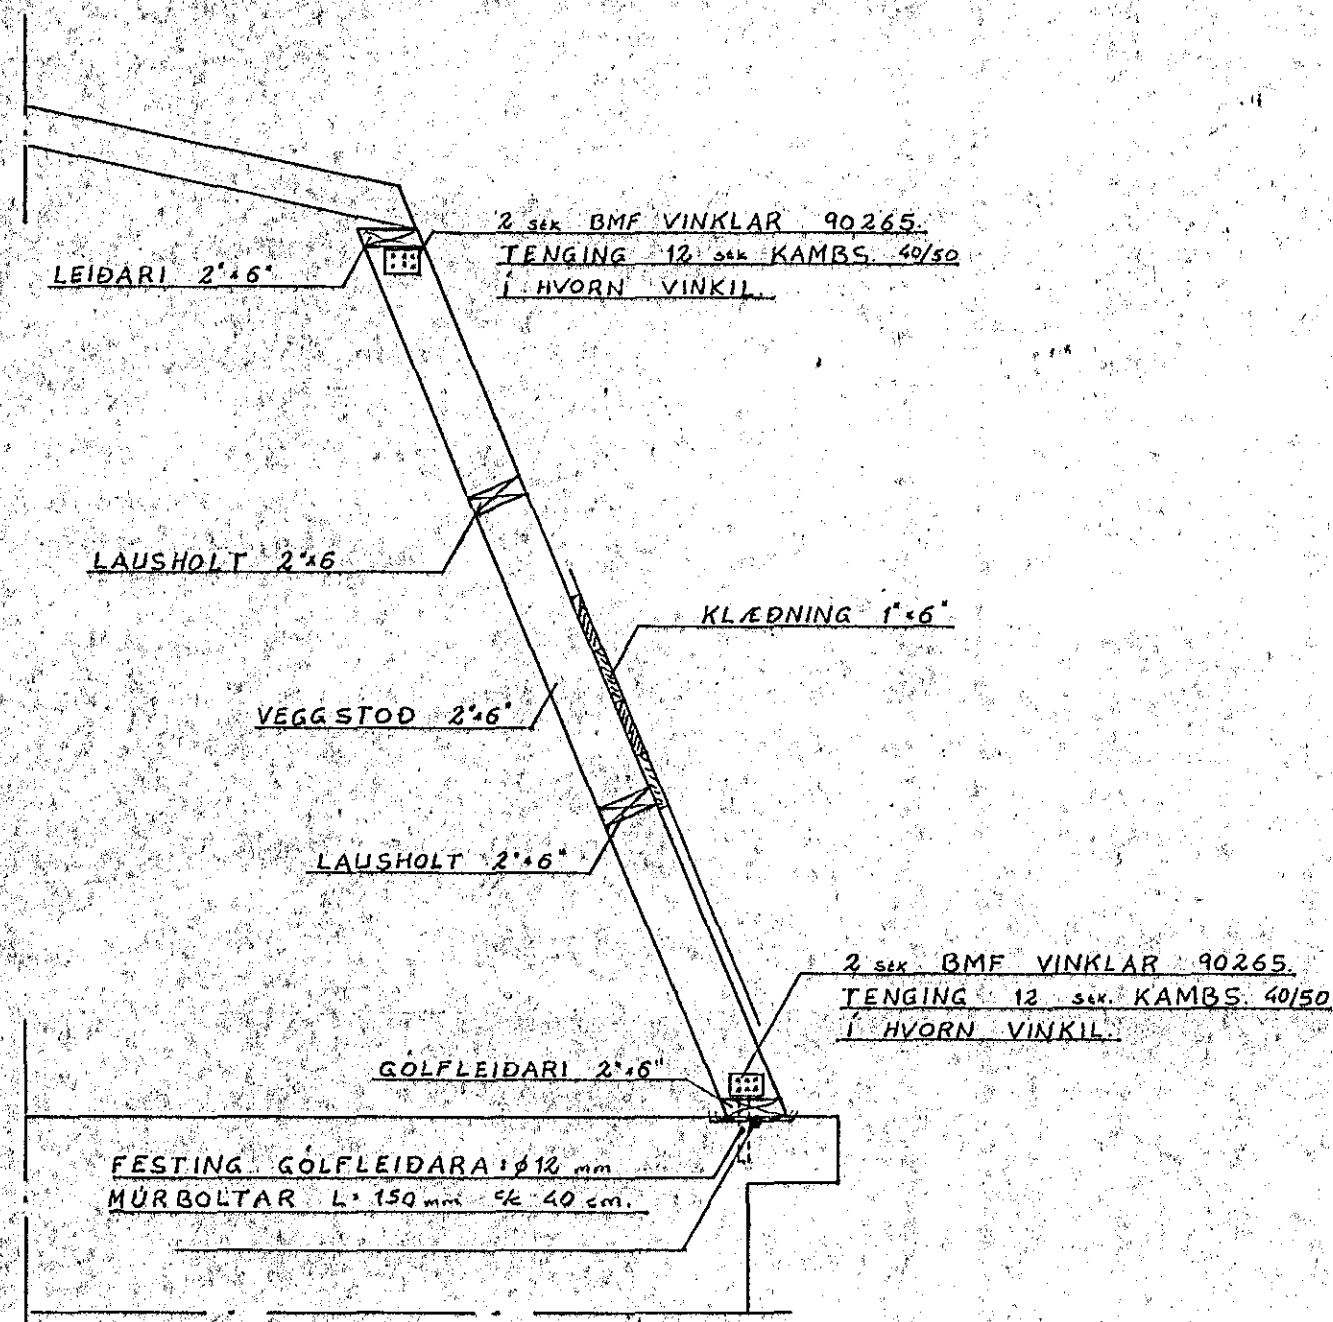 2 stk BMF VINKLAR 90265.
TENGING 12 stk KAMBS. 40/50
Í HVORN VINKIL.
LEIÐARI 2"x6"
LAUSHOLT 2"x6
KLÆÐNING 1"x6"
VEGGSTOÐ 2"x6"
LAUSHOLT 2"x6"
2 stk BMF VINKLAR 90265.
TENGING 12 stk. KAMBS. 40/50
Í HVORN VINKIL.
GÓLFLEIÐARI 2"x6"
FESTING GÓLFLEIÐARA: ø12 mm
MÚRBOLTAR L: 150 mm c/c 40 cm.